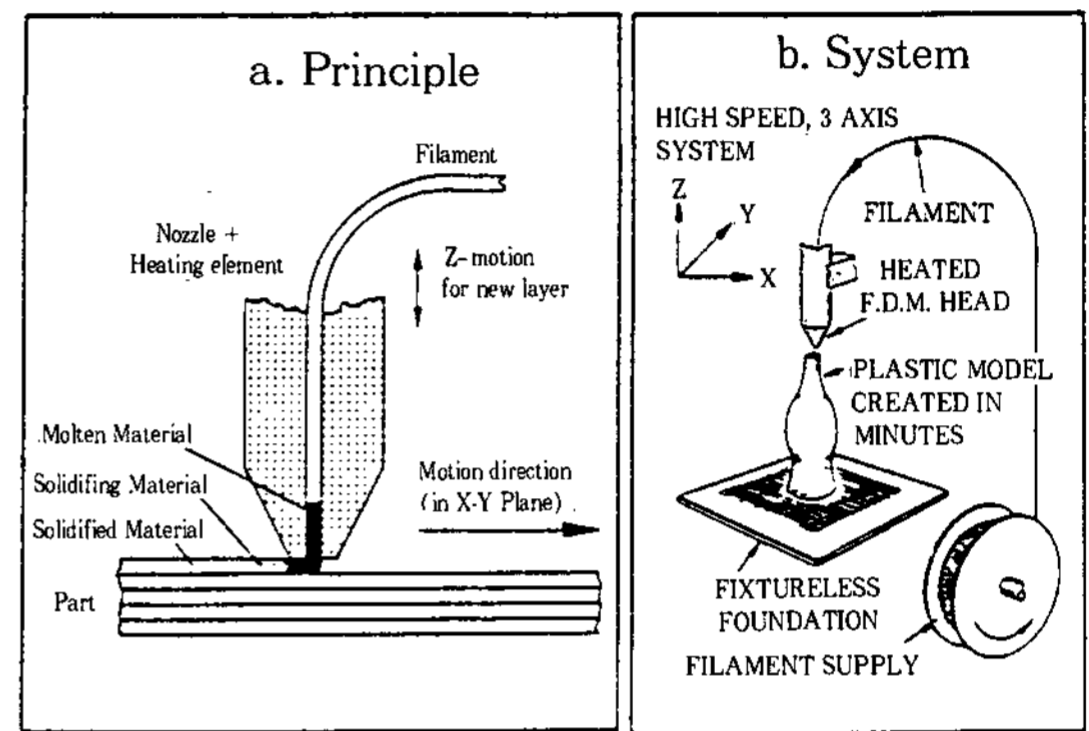 a. Principle
Filament
Nozzle +
Heating element
Z-motion
for new layer
Molten Material
Solidifing Material
Solidified Material
Motion direction
(in X-Y Plane)
Part
b. System
HIGH SPEED, 3 AXIS
SYSTEM
Z
Y
X
FILAMENT
HEATED
F.D.M. HEAD
PLASTIC MODEL
CREATED IN
MINUTES
FIXTURELESS
FOUNDATION
FILAMENT SUPPLY